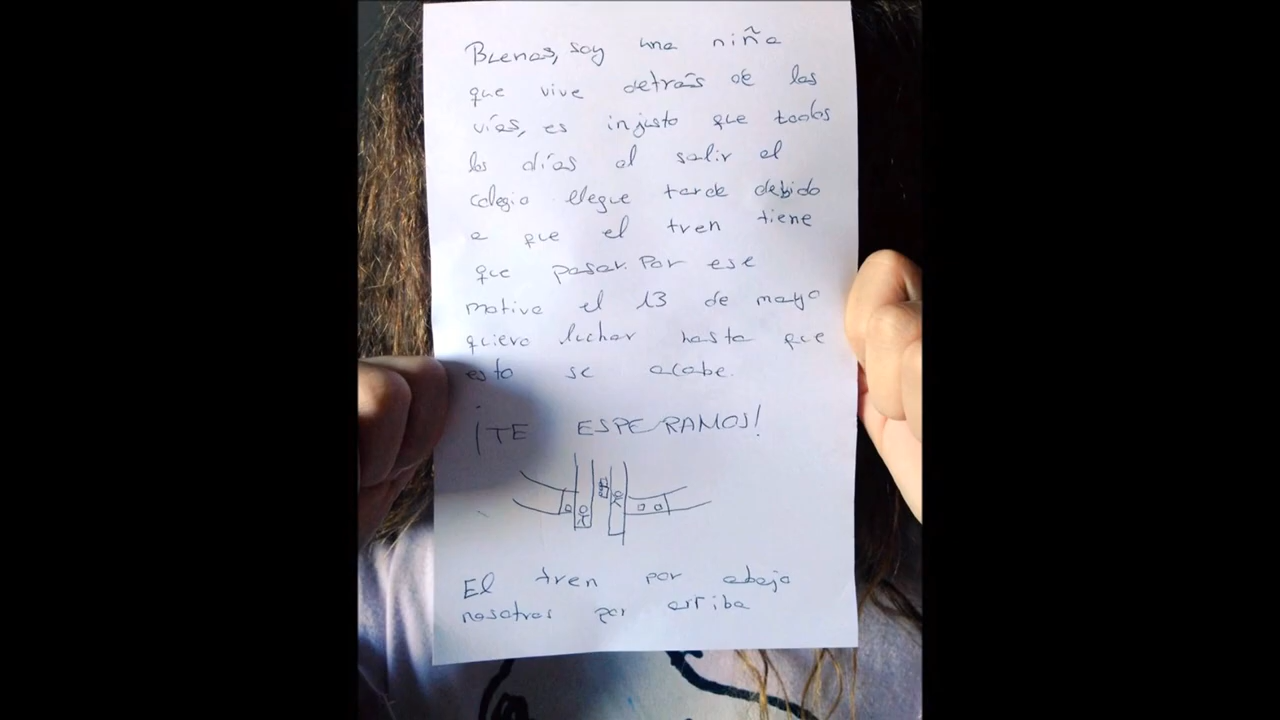 Buenas, soy una niña
que vive detrás de las
vías, es injusto que todos
los días al salir el
colegio llegue tarde debido
a que el tren tiene
que pasar. Por ese
motivo el 13 de mayo
quiero luchar hasta que
esto se acabe.
¡TE ESPERAMOS!
El tren por abajo
nosotros por arriba